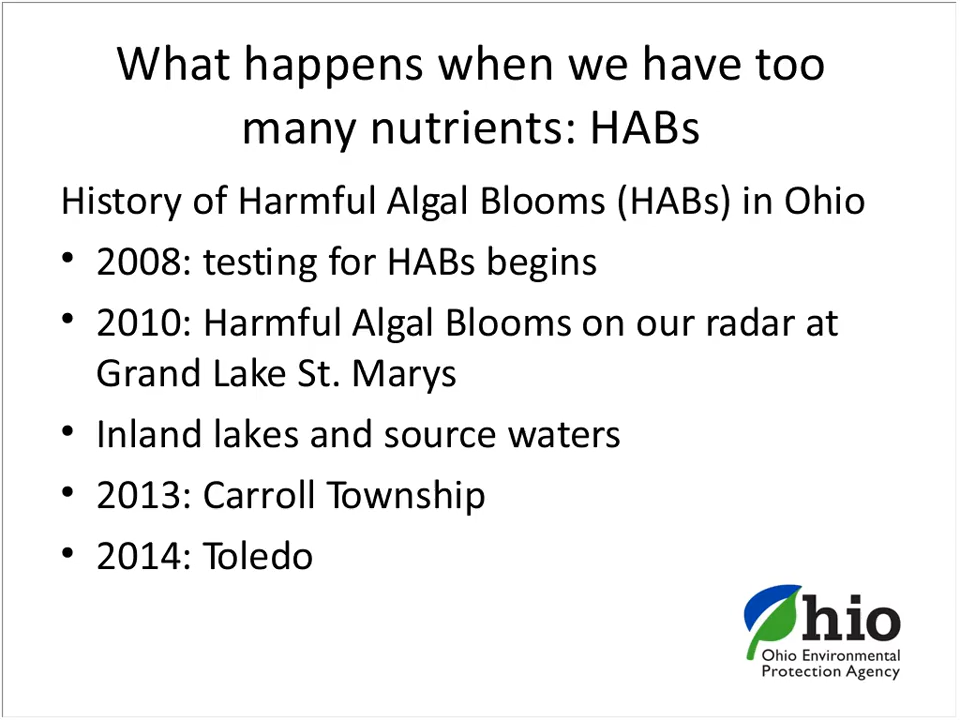 What happens when we have too
many nutrients: HABs
History of Harmful Algal Blooms (HABs) in Ohio
• 2008: testing for HABs begins
• 2010: Harmful Algal Blooms on our radar at
Grand Lake St. Marys
• Inland lakes and source waters
• 2013: Carroll Township
• 2014: Toledo
Ohio
Ohio Environmental
Protection Agency